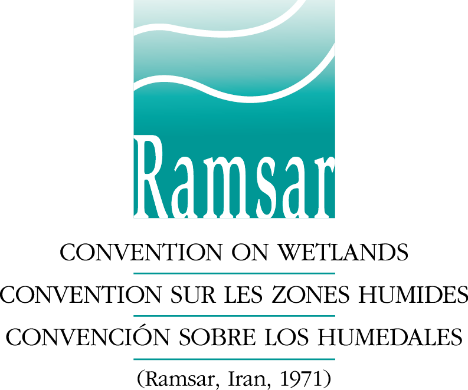 Ramsar
CONVENTION ON WETLANDS
CONVENTION SUR LES ZONES HUMIDES
CONVENCIÓN SOBRE LOS HUMEDALES
(Ramsar, Iran, 1971)